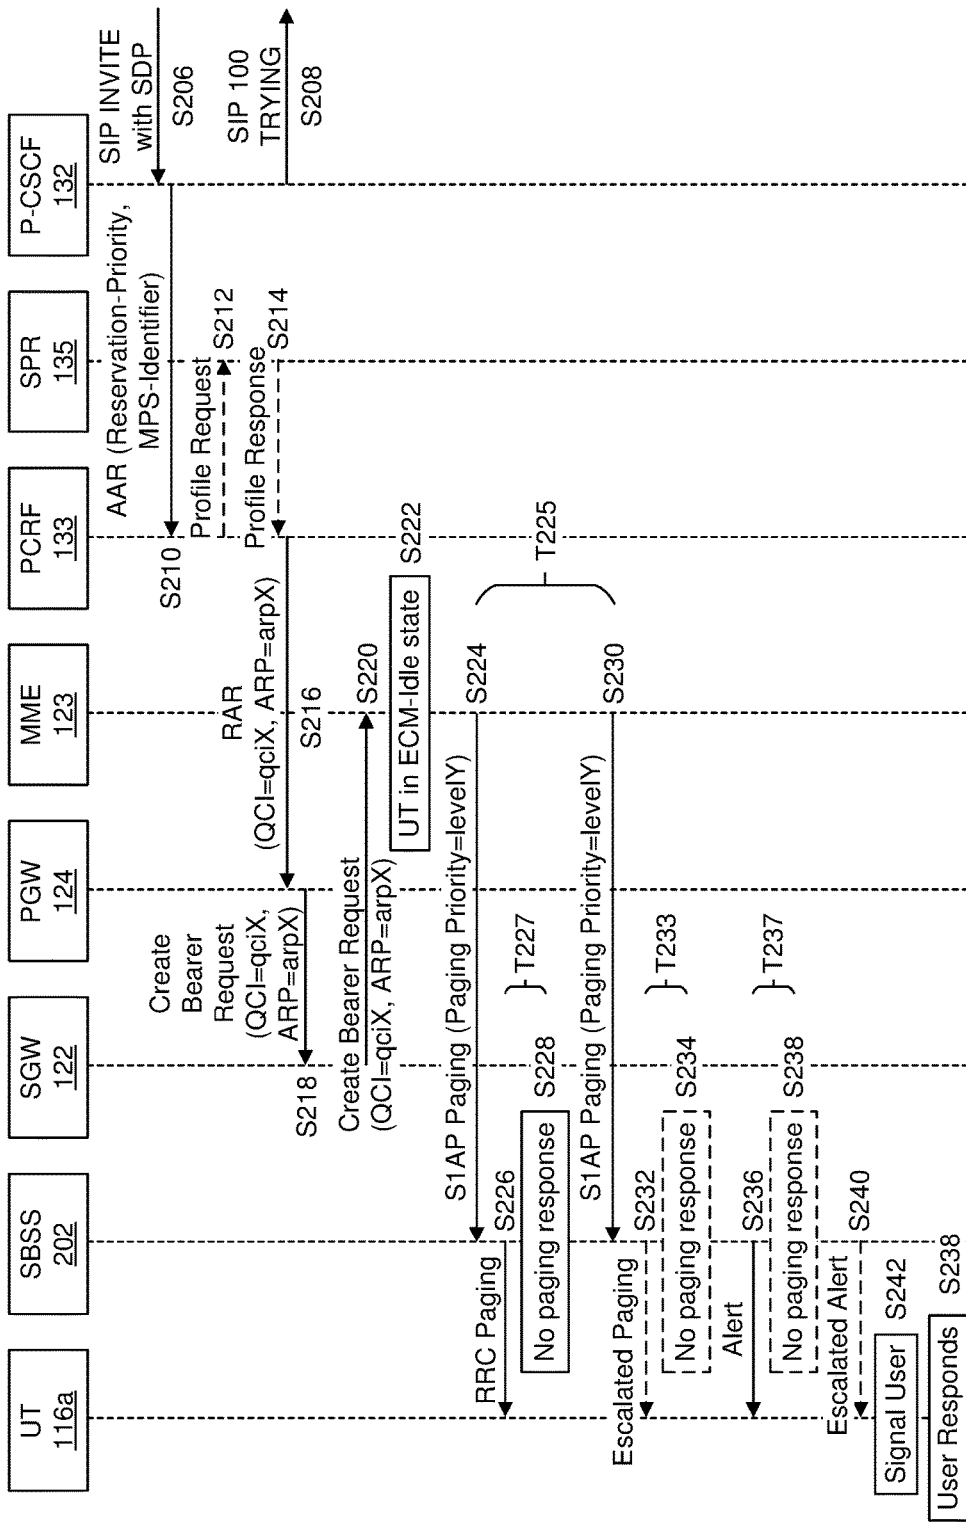 UT
116a
SBSS
202
SGW
122
PGW
124
MME
123
PCRF
133
SPR
135
P-CSCF
132
SIP INVITE
with SDP
S206
SIP 100
TRYING
S208
AAR (Reservation-Priority,
MPS-Identifier)
S210
Profile Request
S212
Profile Response
S214
RAR
(QCI=qciX, ARP=arpX)
S216
Create
Bearer
Request
(QCI=qciX,
ARP=arpX)
S218
Create Bearer Request
(QCI=qciX, ARP=arpX)
S220
UT in ECM-Idle state
S222
S1AP Paging (Paging Priority=levelY)
S224
T225
RRC Paging
S226
T227
No paging response
S228
S1AP Paging (Paging Priority=levelY)
S230
Escalated Paging
S232
T233
No paging response
S234
Alert
S236
T237
No paging response
S238
Escalated Alert
S240
Signal User
S242
User Responds
S238